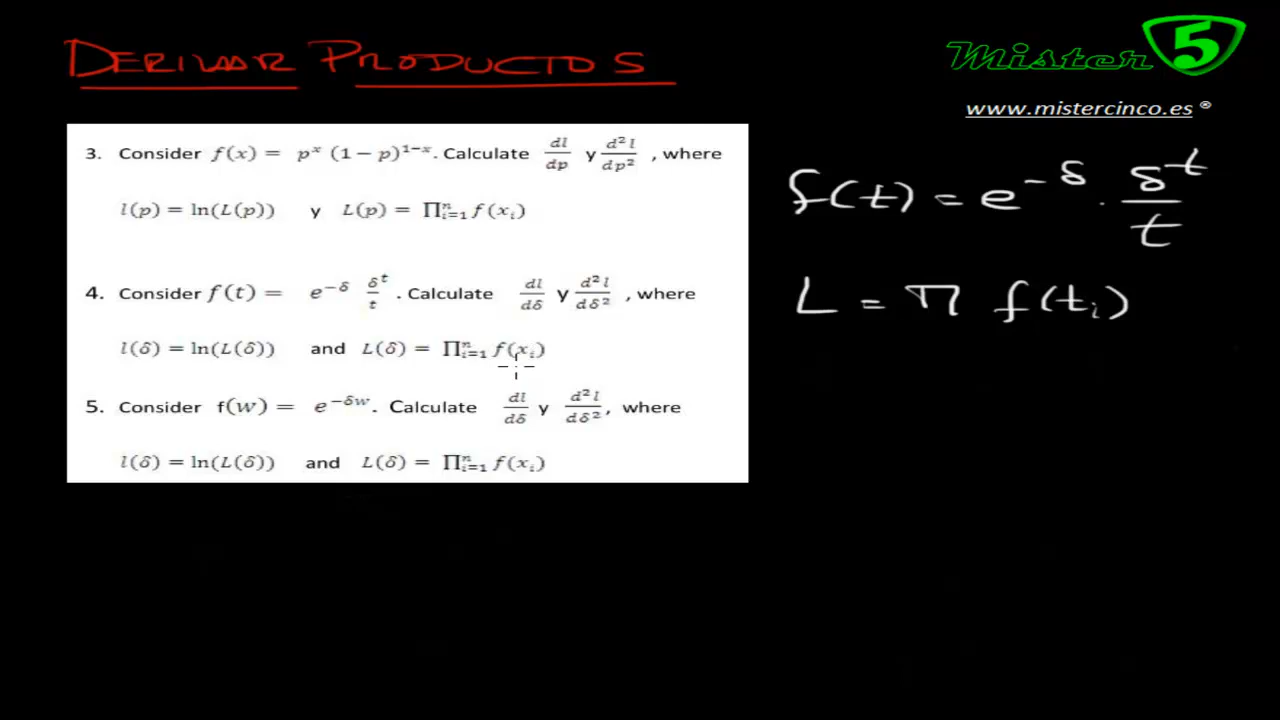 DERIVAR PRODUCTOS
Mister 5
www.mistercinco.es ®
3. Consider f(x) = pˣ (1 − p)¹⁻ˣ. Calculate dl/dp y d²l/dp² , where
l(p) = ln(L(p)) y L(p) = ∏ⁿᵢ₌₁ f(xᵢ)
4. Consider f(t) = e^−δ δ^t/t . Calculate dl/dδ y d²l/dδ² , where
l(δ) = ln(L(δ)) and L(δ) = ∏ⁿᵢ₌₁ f(xᵢ)
5. Consider f(w) = e^−δw. Calculate dl/dδ y d²l/dδ², where
l(δ) = ln(L(δ)) and L(δ) = ∏ⁿᵢ₌₁ f(xᵢ)
f(t) = e^−δ · δ^t/t
L = π f(tᵢ)